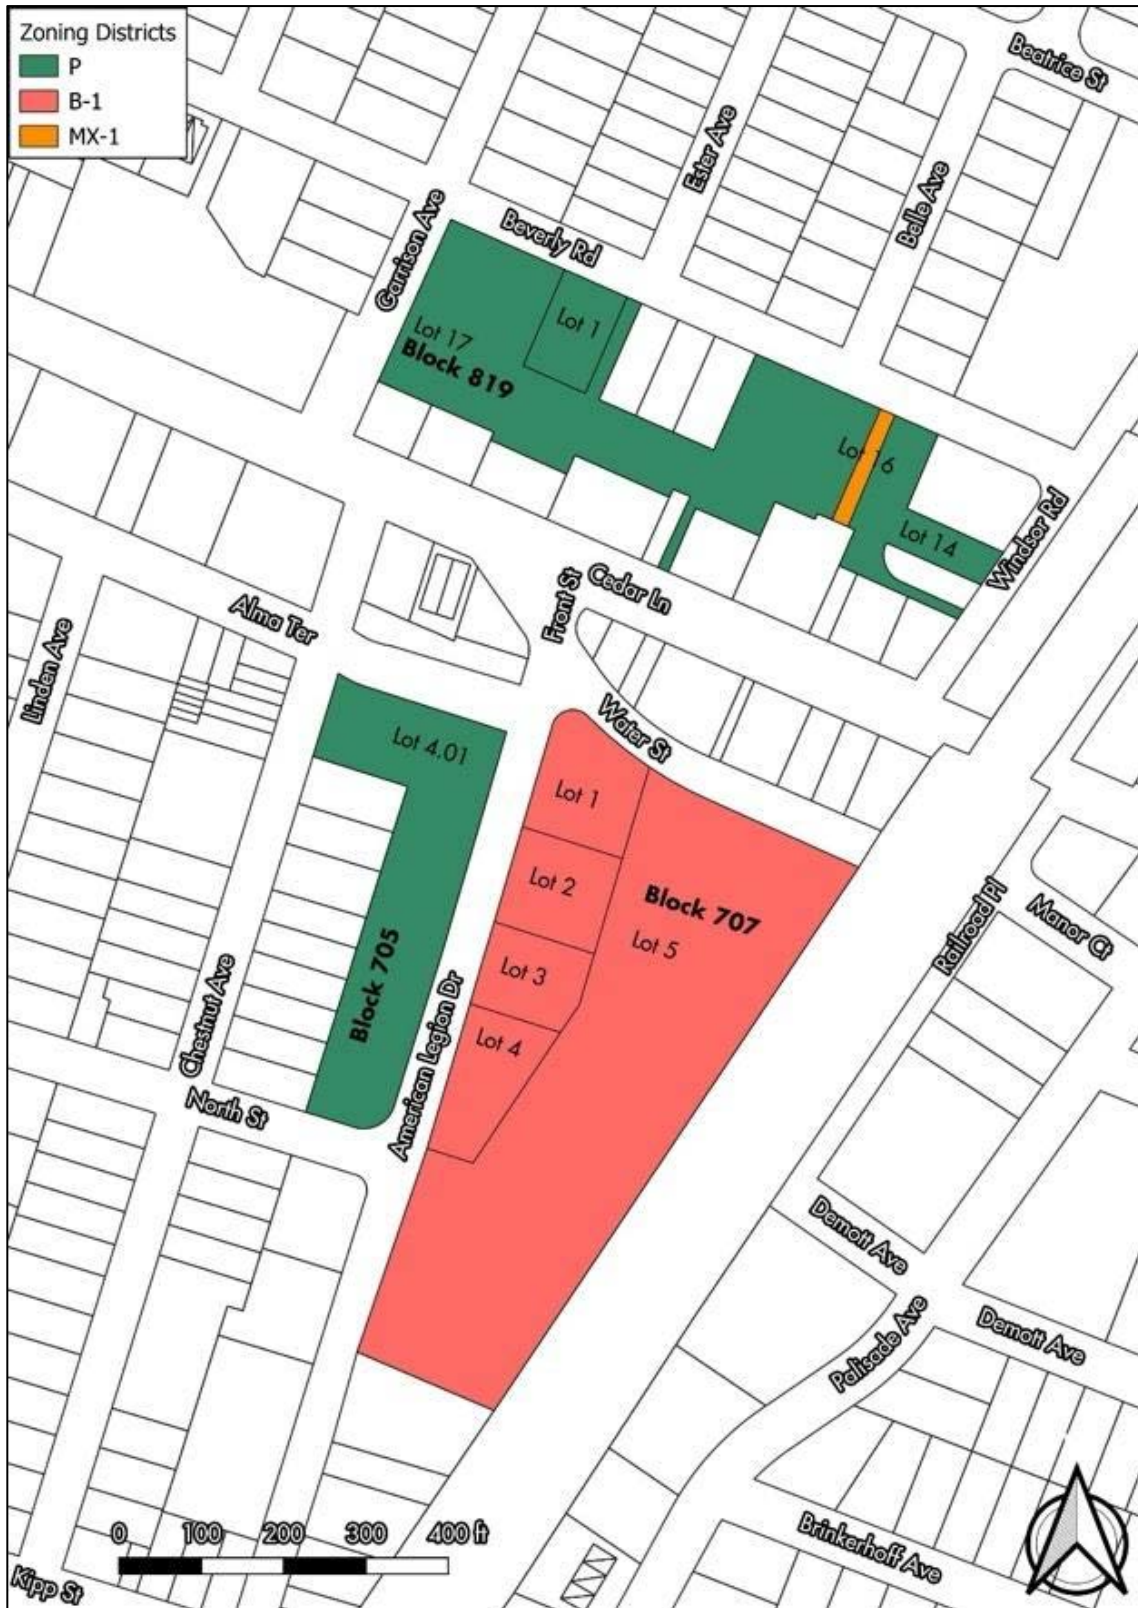 Zoning Districts
P
B-1
MX-1
Beatrice St
Ester Ave
Belle Ave
Garrison Ave
Beverly Rd
Lot 1
Lot 17
Block 819
Lot 16
Lot 14
Windsor Rd
Front St
Cedar Ln
Alma Ter
Linden Ave
Water St
Lot 4.01
Lot 1
Lot 2
Block 707
Lot 5
Lot 3
Lot 4
Block 705
American Legion Dr
Chestnut Ave
North St
Railroad Pl
Manor Ct
Demott Ave
Demott Ave
Palisade Ave
Brinkerhoff Ave
0 100 200 300 400 ft
Kipp St